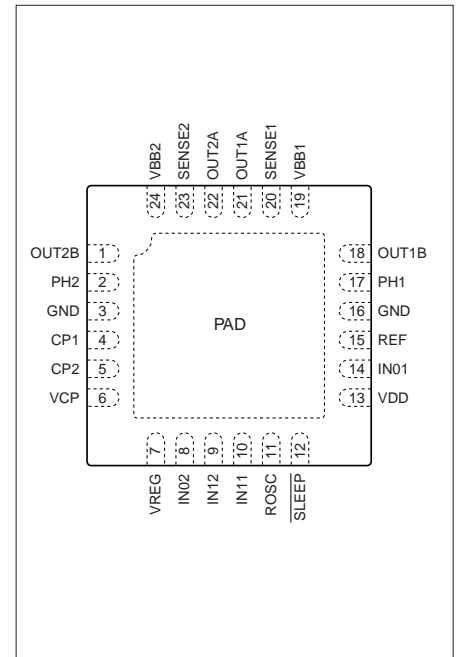 VBB2
SENSE2
OUT2A
OUT1A
SENSE1
VBB1
24
23
22
21
20
19
OUT2B 1
PH2 2
GND 3
CP1 4
CP2 5
VCP 6
PAD
18 OUT1B
17 PH1
16 GND
15 REF
14 IN01
13 VDD
7
8
9
10
11
12
VREG
IN02
IN12
IN11
ROSC
SLEEP